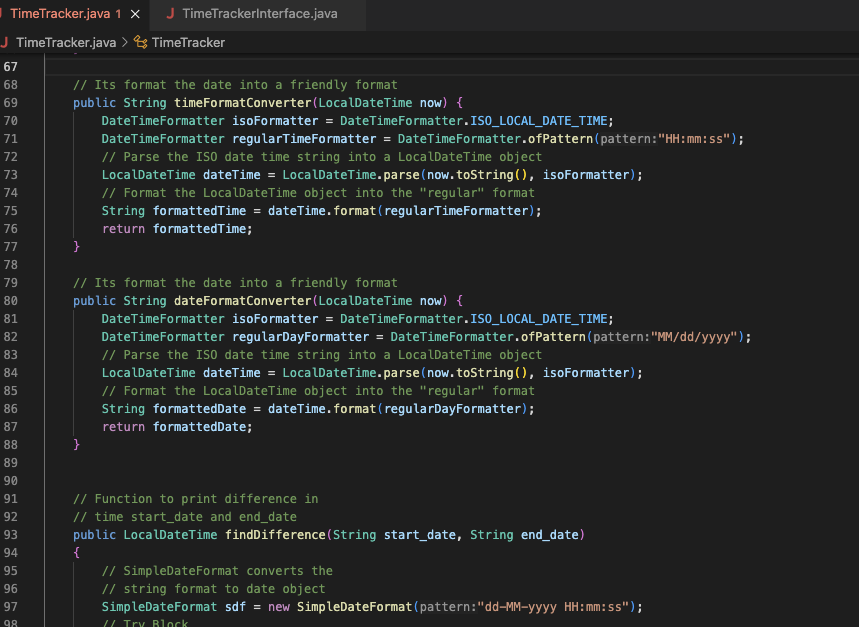 TimeTracker.java 1 × TimeTrackerInterface.java
TimeTracker.java > TimeTracker
67
68 // Its format the date into a friendly format
69 public String timeFormatConverter(LocalDateTime now) {
70 DateTimeFormatter isoFormatter = DateTimeFormatter.ISO_LOCAL_DATE_TIME;
71 DateTimeFormatter regularTimeFormatter = DateTimeFormatter.ofPattern(pattern:"HH:mm:ss");
72 // Parse the ISO date time string into a LocalDateTime object
73 LocalDateTime dateTime = LocalDateTime.parse(now.toString(), isoFormatter);
74 // Format the LocalDateTime object into the "regular" format
75 String formattedTime = dateTime.format(regularTimeFormatter);
76 return formattedTime;
77 }
78
79 // Its format the date into a friendly format
80 public String dateFormatConverter(LocalDateTime now) {
81 DateTimeFormatter isoFormatter = DateTimeFormatter.ISO_LOCAL_DATE_TIME;
82 DateTimeFormatter regularDayFormatter = DateTimeFormatter.ofPattern(pattern:"MM/dd/yyyy");
83 // Parse the ISO date time string into a LocalDateTime object
84 LocalDateTime dateTime = LocalDateTime.parse(now.toString(), isoFormatter);
85 // Format the LocalDateTime object into the "regular" format
86 String formattedDate = dateTime.format(regularDayFormatter);
87 return formattedDate;
88 }
89
90
91 // Function to print difference in
92 // time start_date and end_date
93 public LocalDateTime findDifference(String start_date, String end_date)
94 {
95 // SimpleDateFormat converts the
96 // string format to date object
97 SimpleDateFormat sdf = new SimpleDateFormat(pattern:"dd-MM-yyyy HH:mm:ss");
98 // Try Block